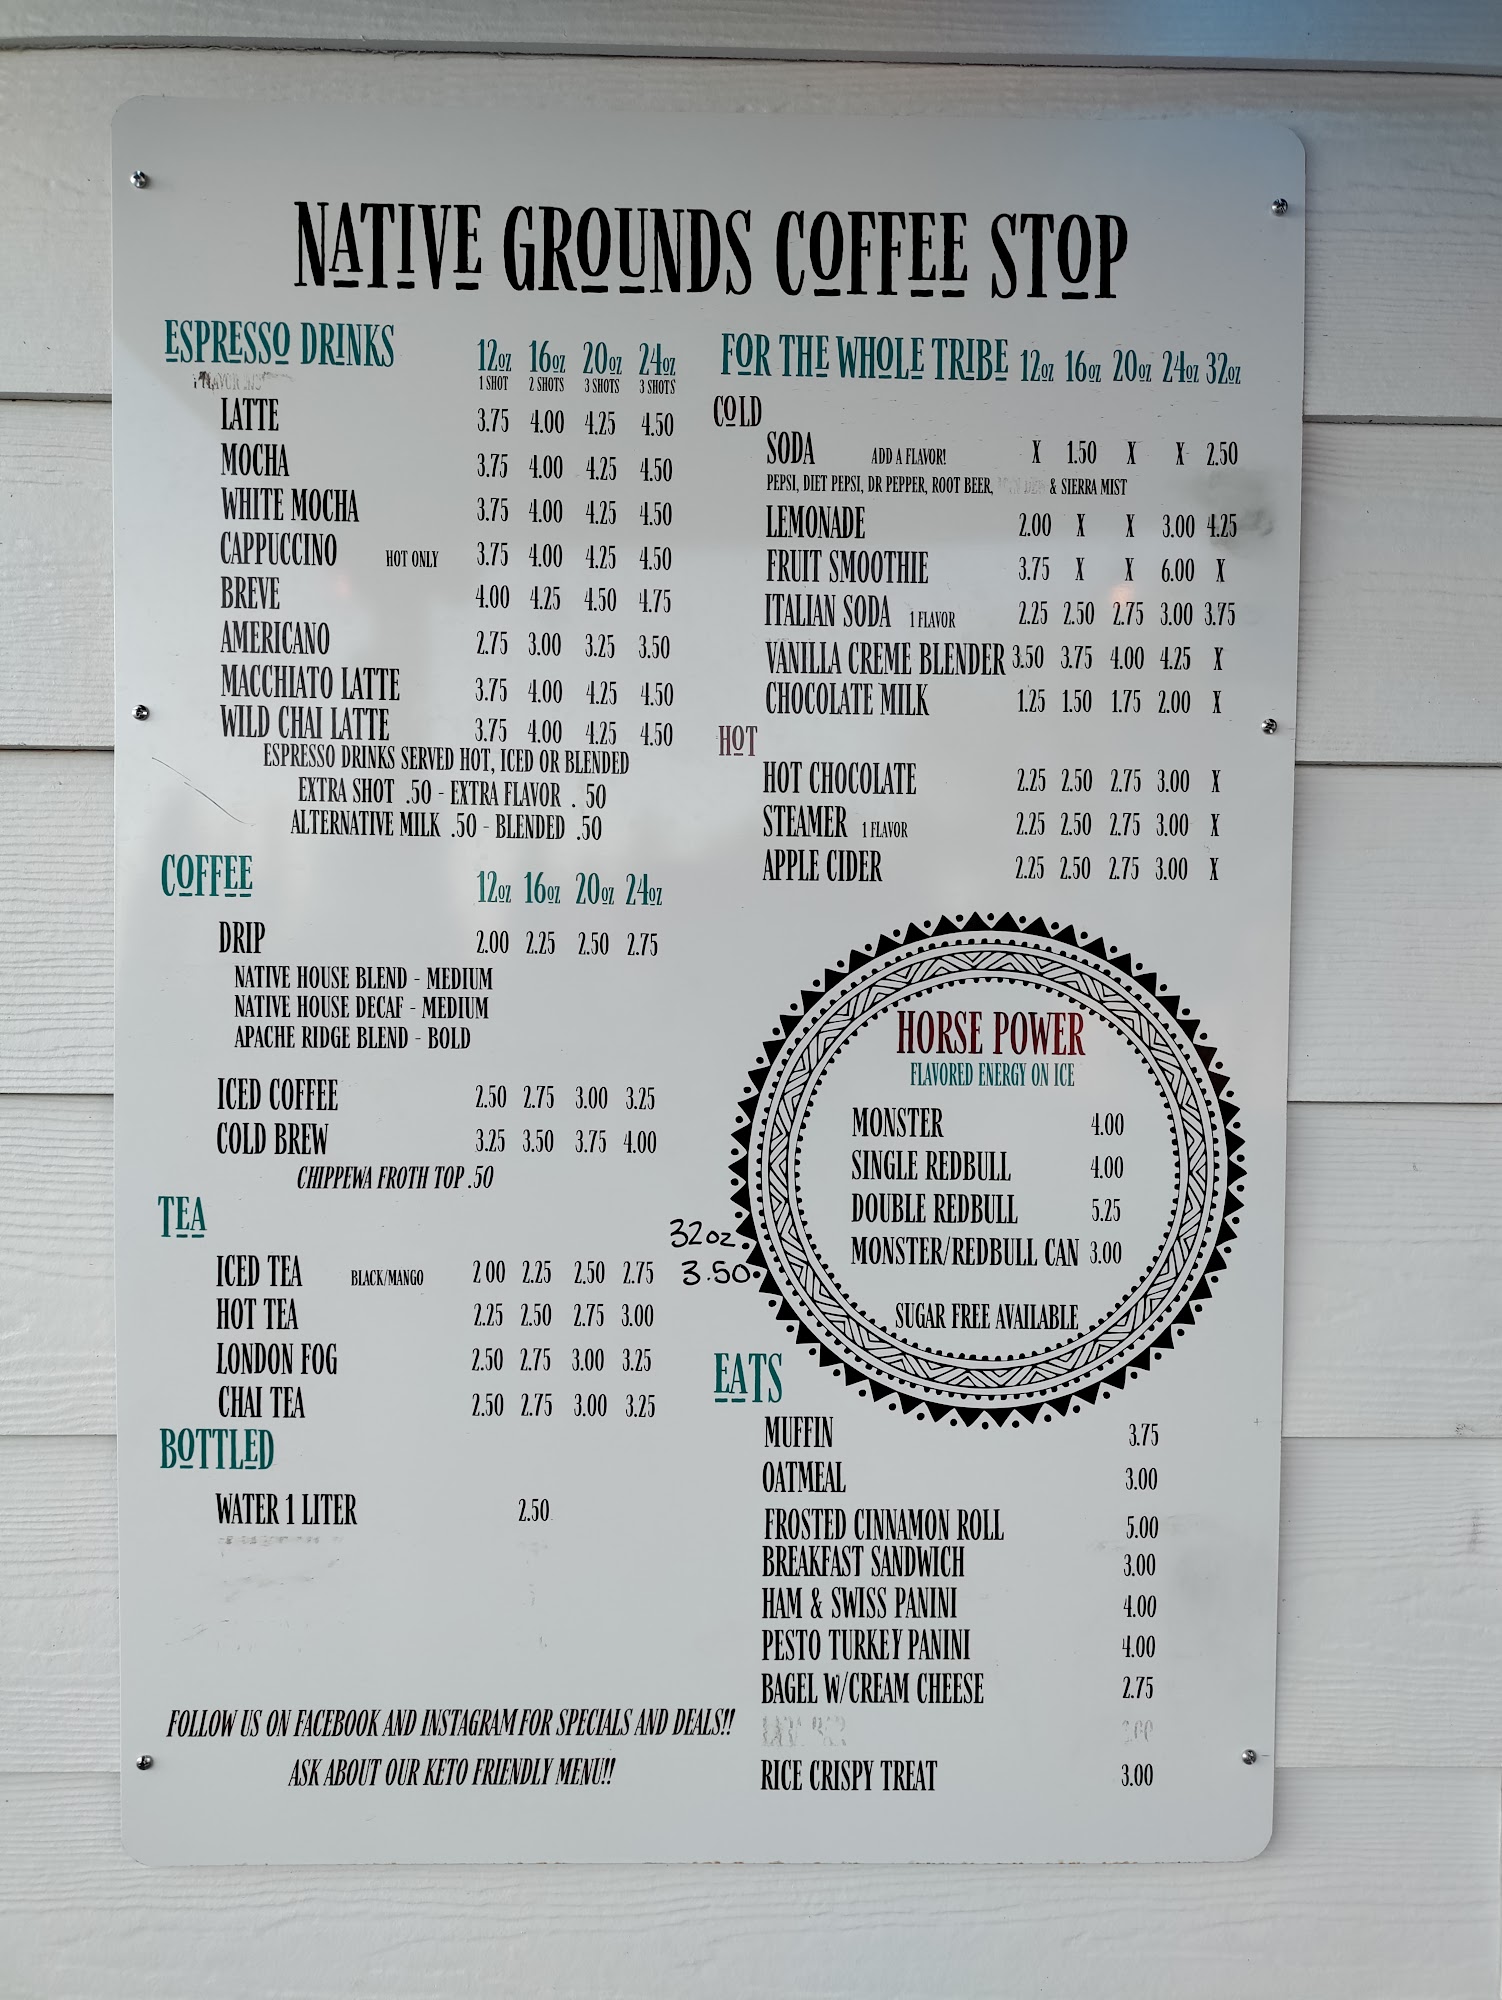 NATIVE GROUNDS COFFEE STOP
ESPRESSO DRINKS 12oz 16oz 20oz 24oz
1 SHOT 2 SHOTS 3 SHOTS 3 SHOTS
LATTE 3.75 4.00 4.25 4.50
MOCHA 3.75 4.00 4.25 4.50
WHITE MOCHA 3.75 4.00 4.25 4.50
CAPPUCCINO HOT ONLY 3.75 4.00 4.25 4.50
BREVE 4.00 4.25 4.50 4.75
AMERICANO 2.75 3.00 3.25 3.50
MACCHIATO LATTE 3.75 4.00 4.25 4.50
WILD CHAI LATTE 3.75 4.00 4.25 4.50
ESPRESSO DRINKS SERVED HOT, ICED OR BLENDED
EXTRA SHOT .50 - EXTRA FLAVOR . 50
ALTERNATIVE MILK .50 - BLENDED .50
COFFEE 12oz 16oz 20oz 24oz
DRIP 2.00 2.25 2.50 2.75
NATIVE HOUSE BLEND - MEDIUM
NATIVE HOUSE DECAF - MEDIUM
APACHE RIDGE BLEND - BOLD
ICED COFFEE 2.50 2.75 3.00 3.25
COLD BREW 3.25 3.50 3.75 4.00
CHIPPEWA FROTH TOP .50
TEA
32oz
ICED TEA BLACK/MANGO 2 00 2.25 2.50 2.75 3.50
HOT TEA 2.25 2.50 2.75 3.00
LONDON FOG 2.50 2.75 3.00 3.25
CHAI TEA 2.50 2.75 3.00 3.25
BOTTLED
WATER 1 LITER 2.50
FOLLOW US ON FACEBOOK AND INSTAGRAM FOR SPECIALS AND DEALS!!
ASK ABOUT OUR KETO FRIENDLY MENU!!
FOR THE WHOLE TRIBE 12oz 16oz 20oz 24oz 32oz
COLD
SODA ADD A FLAVOR! X 1.50 X X 2.50
PEPSI, DIET PEPSI, DR PEPPER, ROOT BEER, & SIERRA MIST
LEMONADE 2.00 X X 3.00 4.25
FRUIT SMOOTHIE 3.75 X X 6.00 X
ITALIAN SODA 1 FLAVOR 2.25 2.50 2.75 3.00 3.75
VANILLA CREME BLENDER 3.50 3.75 4.00 4.25 X
CHOCOLATE MILK 1.25 1.50 1.75 2.00 X
HOT
HOT CHOCOLATE 2.25 2.50 2.75 3.00 X
STEAMER 1 FLAVOR 2.25 2.50 2.75 3.00 X
APPLE CIDER 2.25 2.50 2.75 3.00 X
HORSE POWER
FLAVORED ENERGY ON ICE
MONSTER 4.00
SINGLE REDBULL 4.00
DOUBLE REDBULL 5.25
MONSTER/REDBULL CAN 3.00
SUGAR FREE AVAILABLE
EATS
MUFFIN 3.75
OATMEAL 3.00
FROSTED CINNAMON ROLL 5.00
BREAKFAST SANDWICH 3.00
HAM & SWISS PANINI 4.00
PESTO TURKEY PANINI 4.00
BAGEL W/CREAM CHEESE 2.75
RICE CRISPY TREAT 3.00